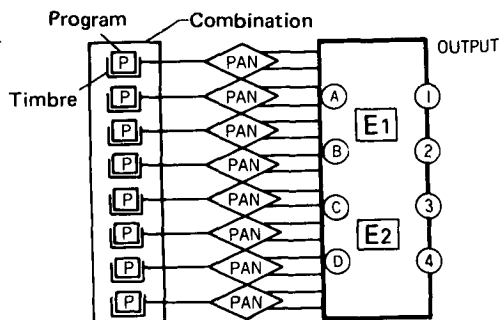 Program
Combination
OUTPUT
Timbre
P PAN
P PAN A 1
P PAN E1
P PAN B 2
P PAN C 3
P PAN E2
P PAN D 4
P PAN